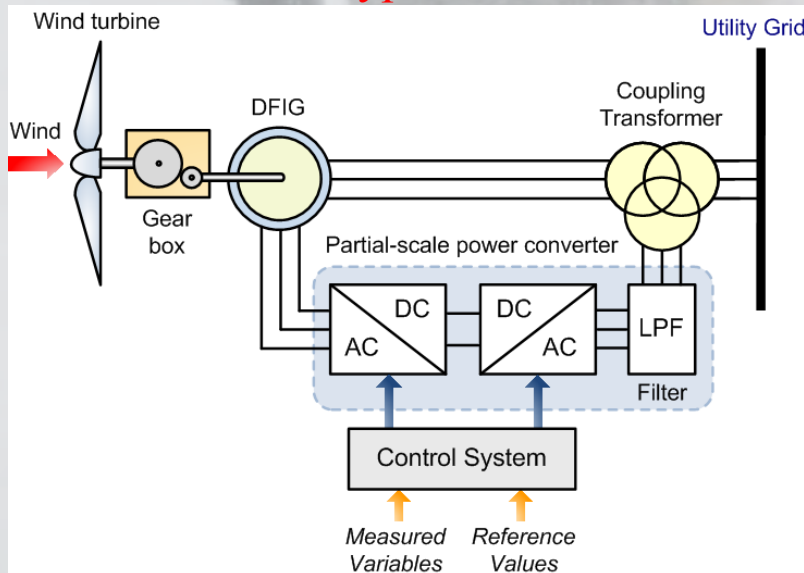 Wind turbine
Utility Grid
DFIG
Coupling
Transformer
Wind
Gear
box
Partial-scale power converter
DC
DC
LPF
AC
AC
Filter
Control System
Measured
Variables
Reference
Values